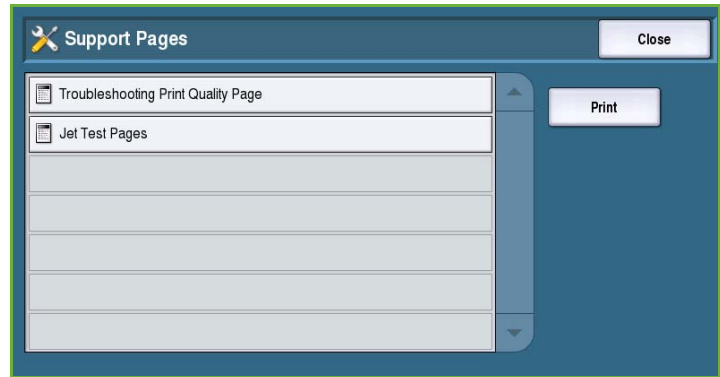 Support Pages
Close
Troubleshooting Print Quality Page
Print
Jet Test Pages